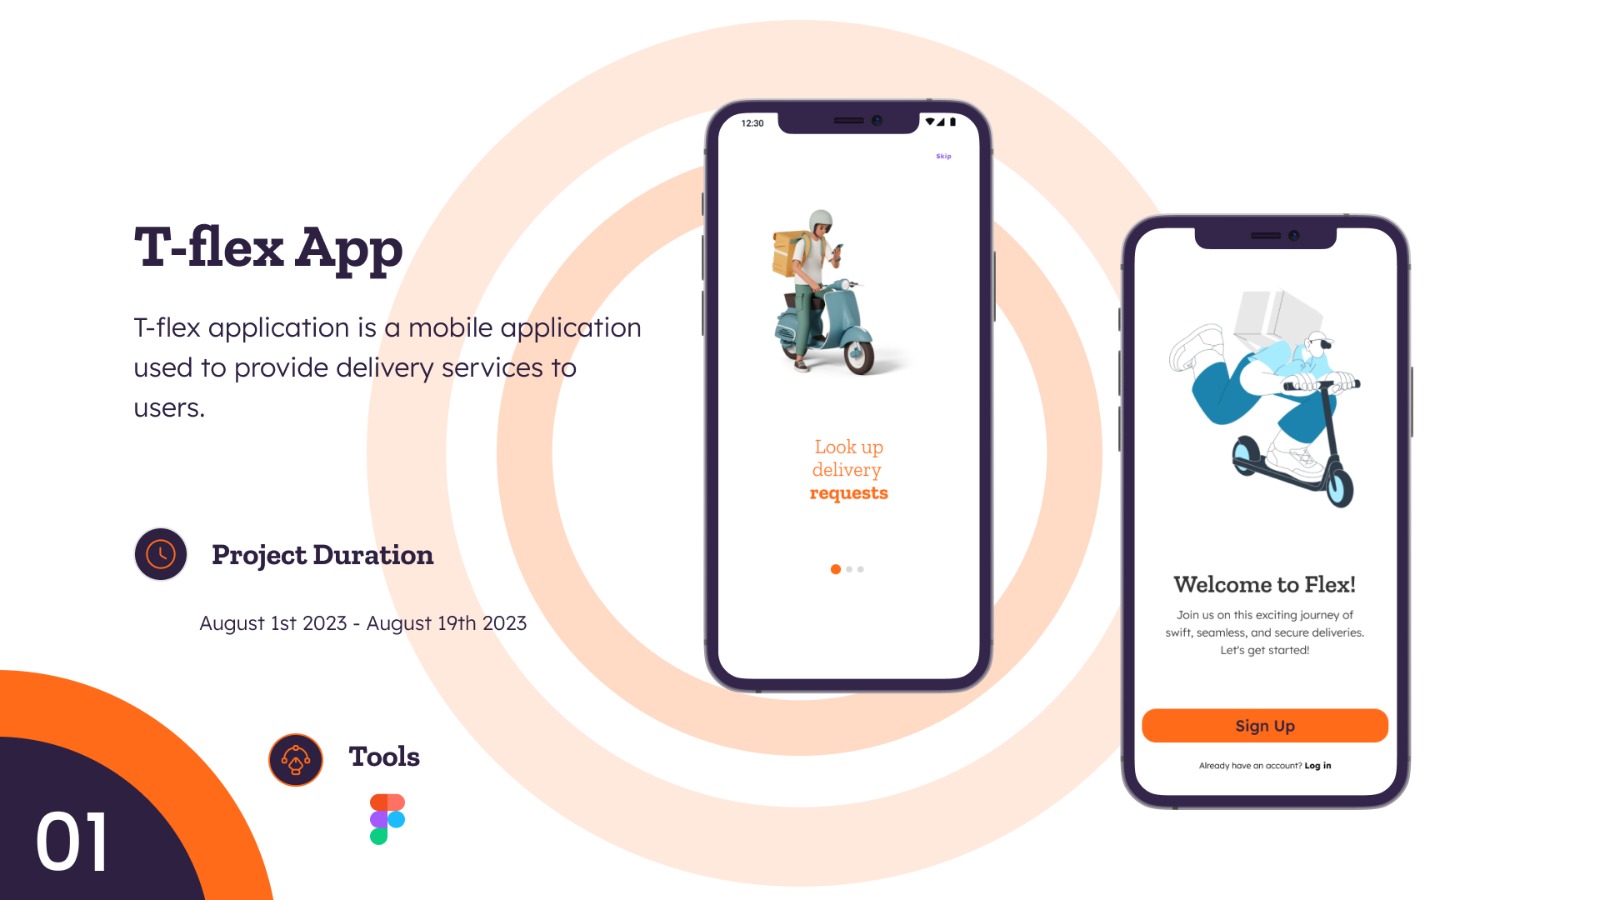 T-flex App
T-flex application is a mobile application
used to provide delivery services to
users.
Project Duration
August 1st 2023 - August 19th 2023
Tools
01
12:30
Skip
Look up
delivery
requests
Welcome to Flex!
Join us on this exciting journey of
swift, seamless, and secure deliveries.
Let's get started!
Sign Up
Already have an account? Log in